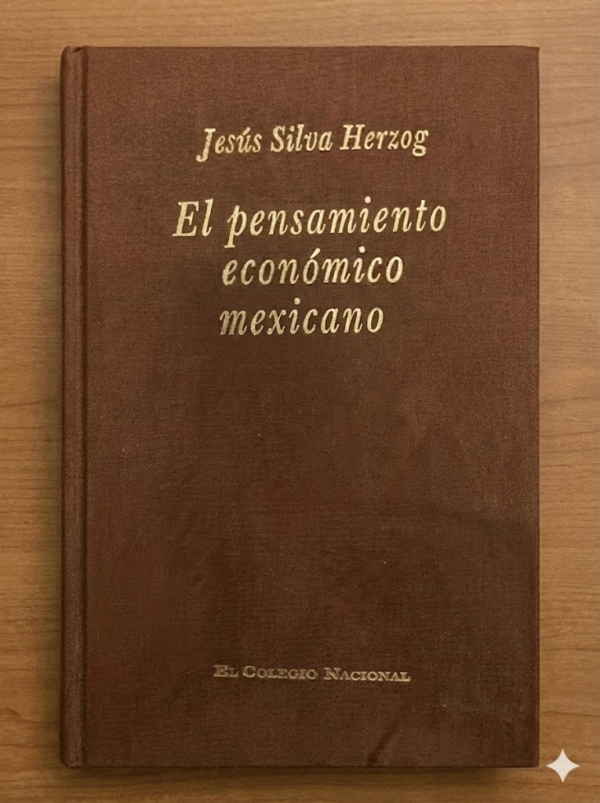 Jesús Silva Herzog
El pensamiento
económico
mexicano
El Colegio Nacional